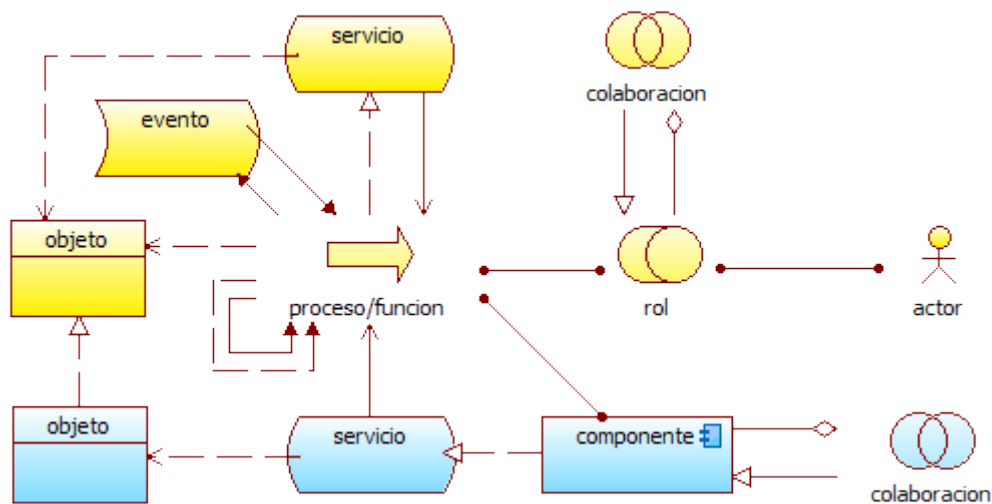 servicio
colaboracion
evento
objeto
proceso/funcion
rol
actor
objeto
servicio
componente
colaboracion